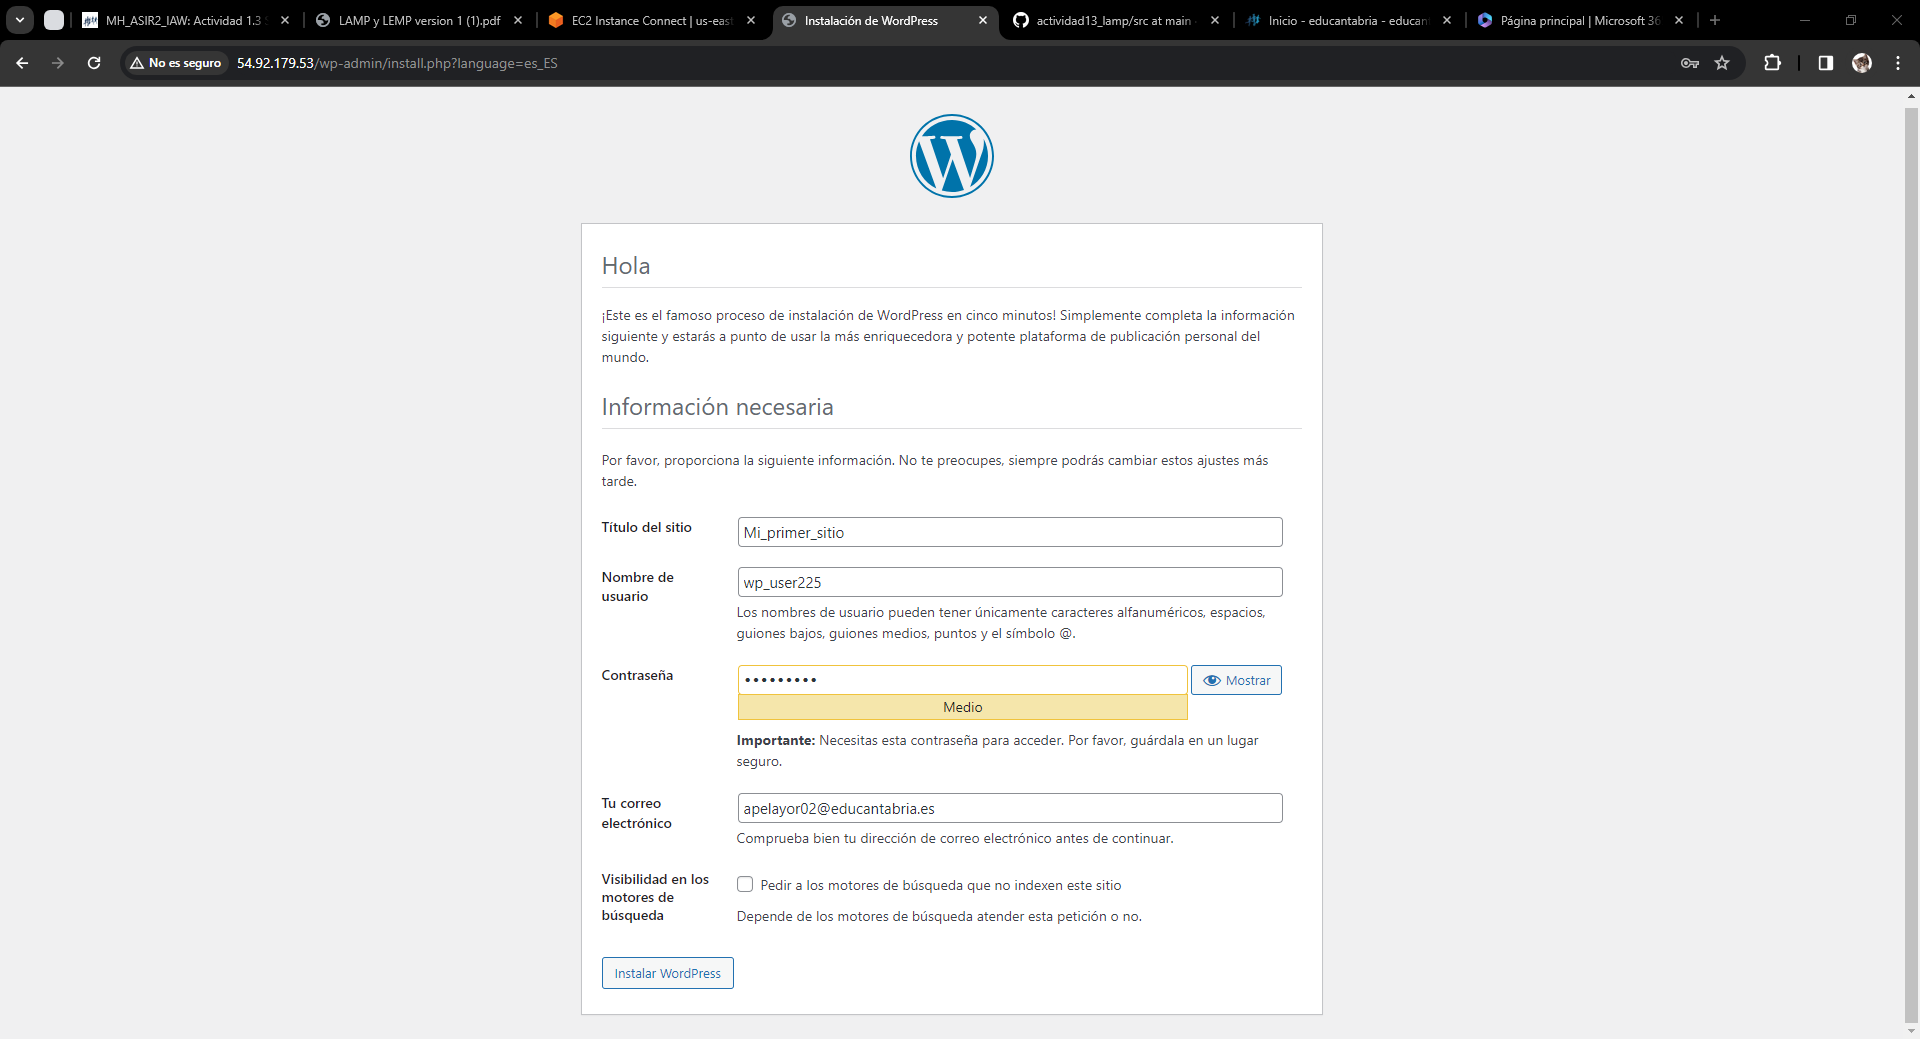 MH_ASIR2_IAW: Actividad 1.3
LAMP y LEMP version 1 (1).pdf
EC2 Instance Connect | us-east
Instalación de WordPress
actividad13_lamp/src at main
Inicio - educantabria - educan
Página principal | Microsoft 36
No es seguro
54.92.179.53/wp-admin/install.php?language=es_ES
Hola
¡Este es el famoso proceso de instalación de WordPress en cinco minutos! Simplemente completa la información
siguiente y estarás a punto de usar la más enriquecedora y potente plataforma de publicación personal del
mundo.
Información necesaria
Por favor, proporciona la siguiente información. No te preocupes, siempre podrás cambiar estos ajustes más
tarde.
Título del sitio
Mi_primer_sitio
Nombre de
usuario
wp_user225
Los nombres de usuario pueden tener únicamente caracteres alfanuméricos, espacios,
guiones bajos, guiones medios, puntos y el símbolo @.
Contraseña
•••••••••
Mostrar
Medio
Importante: Necesitas esta contraseña para acceder. Por favor, guárdala en un lugar
seguro.
Tu correo
electrónico
apelayor02@educantabria.es
Comprueba bien tu dirección de correo electrónico antes de continuar.
Visibilidad en los
motores de
búsqueda
Pedir a los motores de búsqueda que no indexen este sitio
Depende de los motores de búsqueda atender esta petición o no.
Instalar WordPress